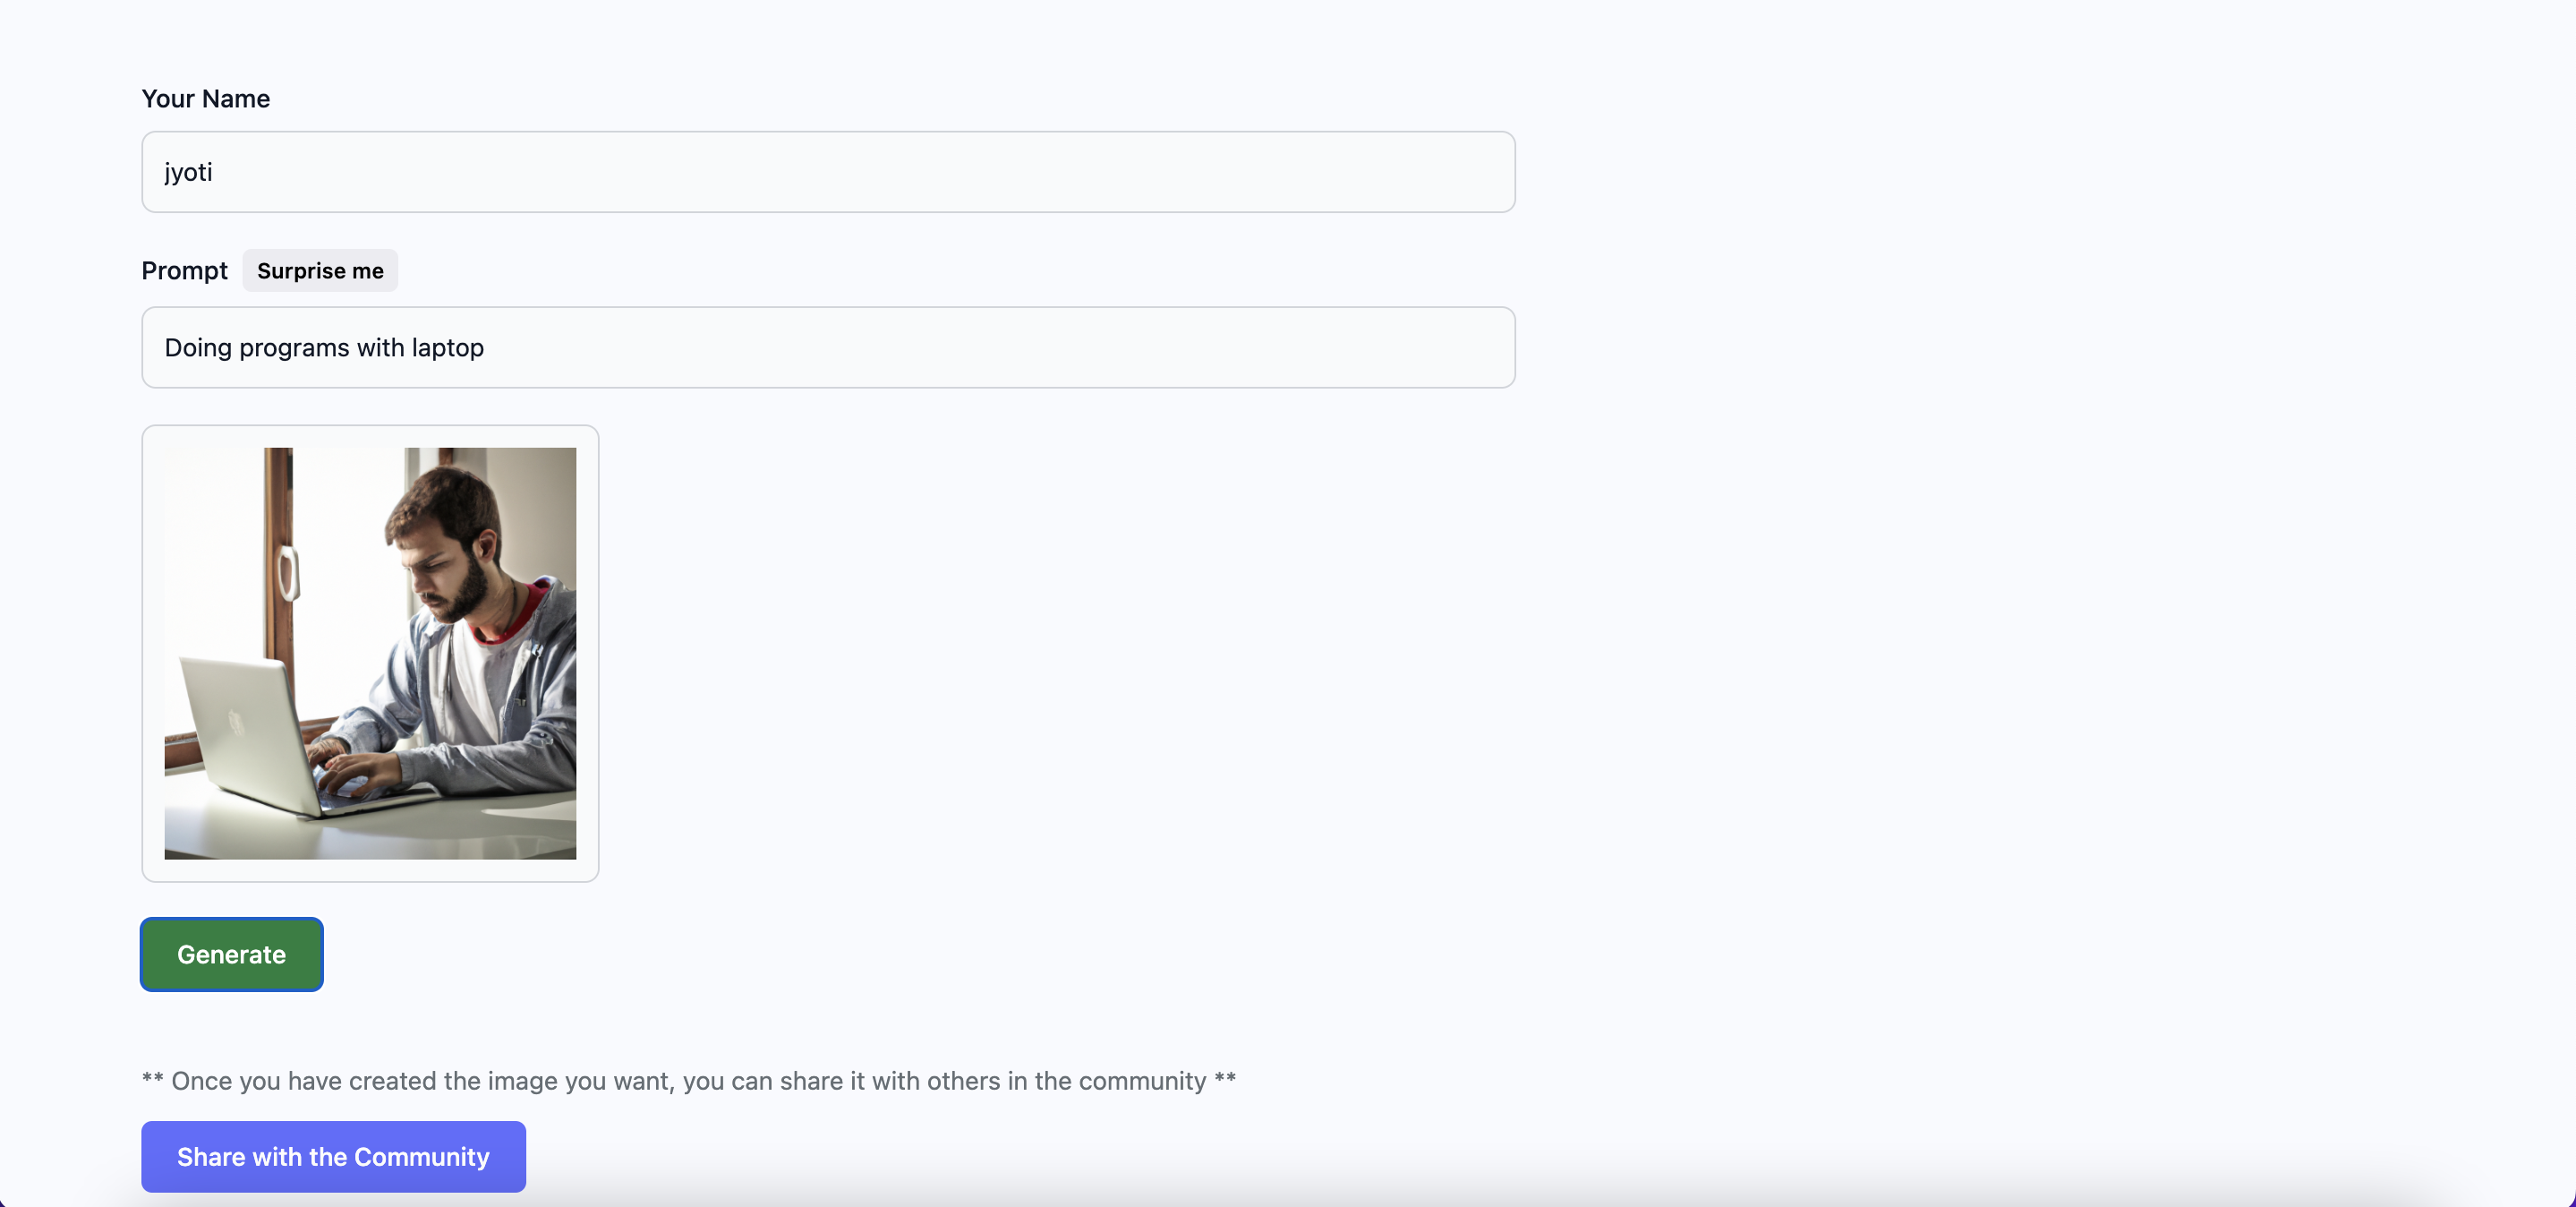 Your Name
jyoti
Prompt Surprise me
Doing programs with laptop
Generate
** Once you have created the image you want, you can share it with others in the community **
Share with the Community